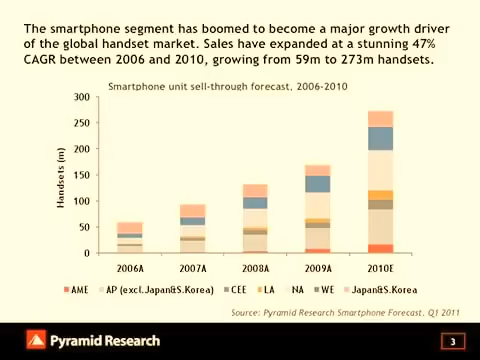 The smartphone segment has boomed to become a major growth driver
of the global handset market. Sales have expanded at a stunning 47%
CAGR between 2006 and 2010, growing from 59m to 273m handsets.
Smartphone unit sell-through forecast, 2006-2010
Handsets (m)
300
250
200
150
100
50
0
2006A 2007A 2008A 2009A 2010E
AME AP (excl.Japan&S.Korea) CEE LA NA WE Japan&S.Korea
Source: Pyramid Research Smartphone Forecast, Q1 2011
Pyramid Research
3